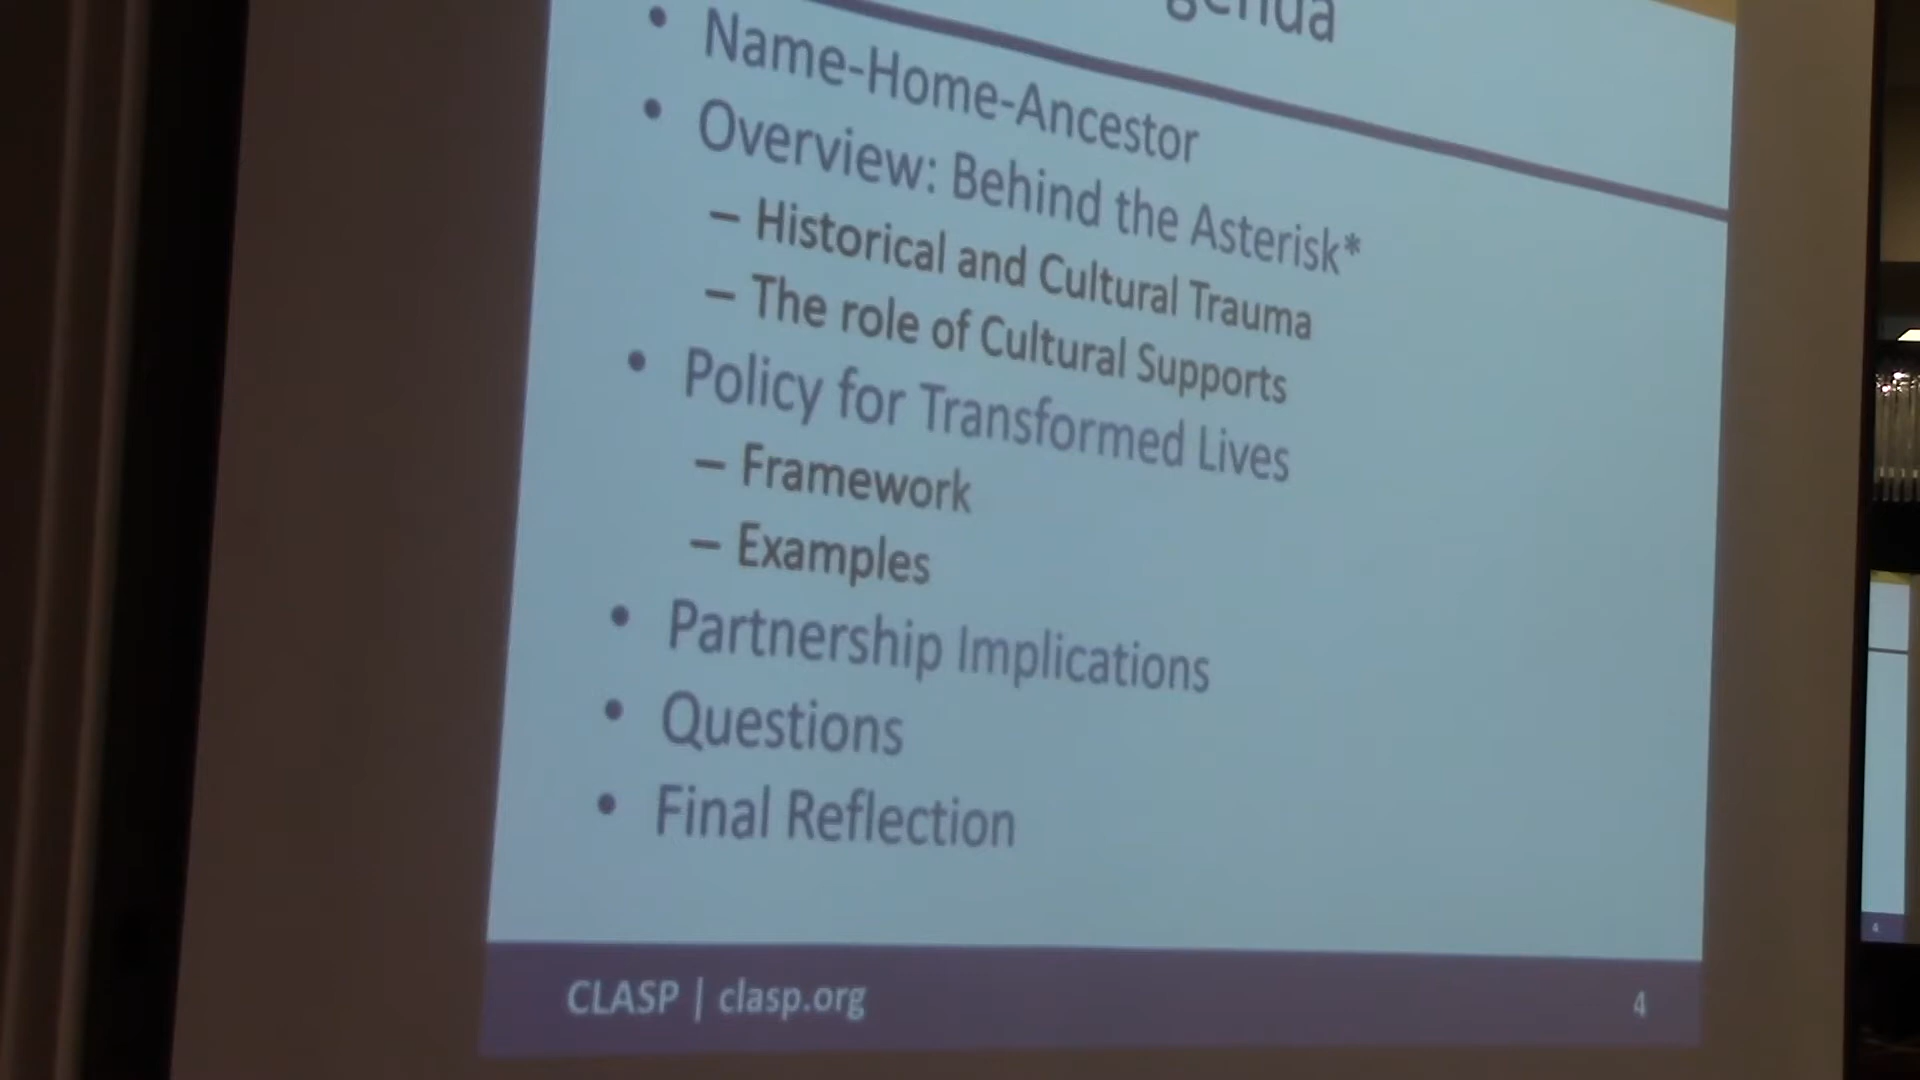 • Name-Home-Ancestor
• Overview: Behind the Asterisk*
– Historical and Cultural Trauma
– The role of Cultural Supports
• Policy for Transformed Lives
– Framework
– Examples
• Partnership Implications
• Questions
• Final Reflection
CLASP | clasp.org
4
4